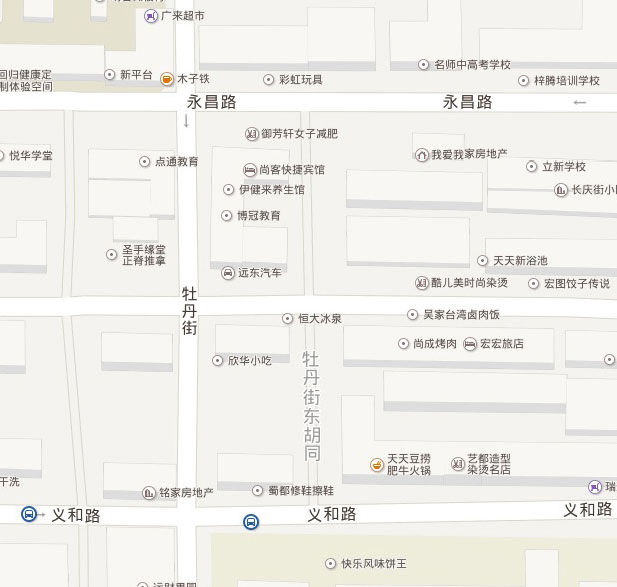 广来超市
名师中高考学校
回归健康定
制体验空间
新平台
木子铁
彩虹玩具
梓腾培训学校
永昌路
永昌路
御芳轩女子减肥
悦华学堂
点通教育
我爱我家房地产
尚客快捷宾馆
立新学校
伊健来养生馆
长庆街小
博冠教育
圣手缘堂
正脊推拿
天天新浴池
远东汽车
酷儿美时尚染烫
宏图饺子传说
牡丹街
恒大冰泉
吴家台湾卤肉饭
尚成烤肉
宏宏旅店
欣华小吃
牡丹街东胡同
天天豆捞
肥牛火锅
艺都造型
染烫名店
干洗
铭家房地产
蜀都修鞋擦鞋
瑞
义和路
义和路
义和路
快乐风味饼王